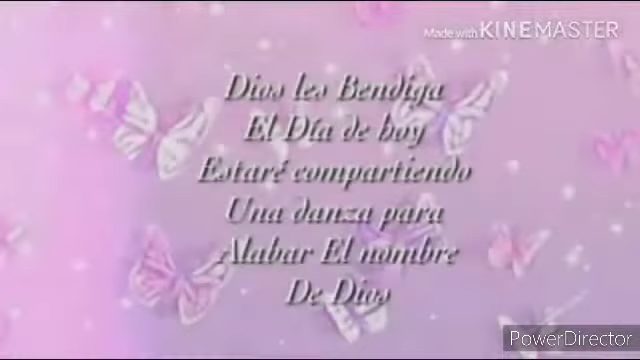 Made with KINEMASTER
Dios les Bendiga
El Día de hoy
Estaré compartiendo
Una danza para
Alabar El nombre
De Dios
PowerDirector